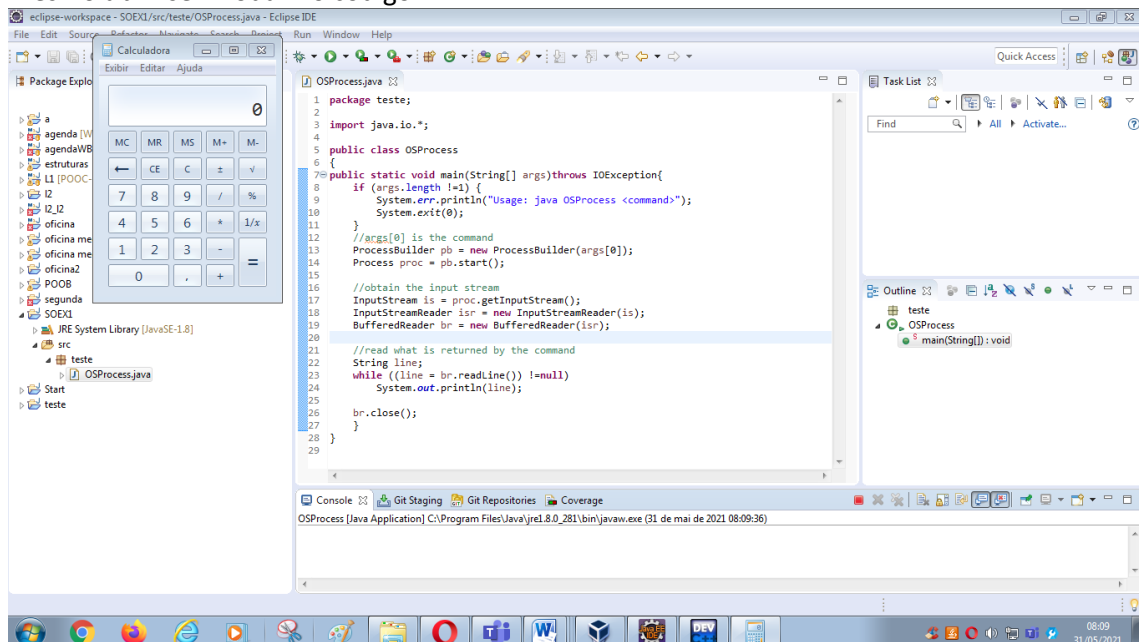 eclipse-workspace - SOEX1/src/teste/OSProcess.java - Eclipse IDE
File Edit Source Refactor Navigate Search Project Run Window Help
Quick Access
Calculadora
Exibir Editar Ajuda
0
MC MR MS M+ M-
← CE C ± √
7 8 9 / %
4 5 6 * 1/x
1 2 3 - =
0 , +
Package Explo
a
agenda [W
agendaWB
estruturas
L1 [POOC-
l2
l2_l2
oficina
oficina me
oficina me
oficina2
POOB
segunda
SOEX1
JRE System Library [JavaSE-1.8]
src
teste
OSProcess.java
Start
teste
OSProcess.java
1 package teste;
2
3 import java.io.*;
4
5 public class OSProcess
6 {
7 public static void main(String[] args)throws IOException{
8 if (args.length !=1) {
9 System.err.println("Usage: java OSProcess <command>");
10 System.exit(0);
11 }
12 //args[0] is the command
13 ProcessBuilder pb = new ProcessBuilder(args[0]);
14 Process proc = pb.start();
15
16 //obtain the input stream
17 InputStream is = proc.getInputStream();
18 InputStreamReader isr = new InputStreamReader(is);
19 BufferedReader br = new BufferedReader(isr);
20
21 //read what is returned by the command
22 String line;
23 while ((line = br.readLine()) !=null)
24 System.out.println(line);
25
26 br.close();
27 }
28 }
29
Task List
Find All Activate...
Outline
teste
OSProcess
main(String[]) : void
Console Git Staging Git Repositories Coverage
OSProcess [Java Application] C:\Program Files\Java\jre1.8.0_281\bin\javaw.exe (31 de mai de 2021 08:09:36)
08:09
31/05/2021